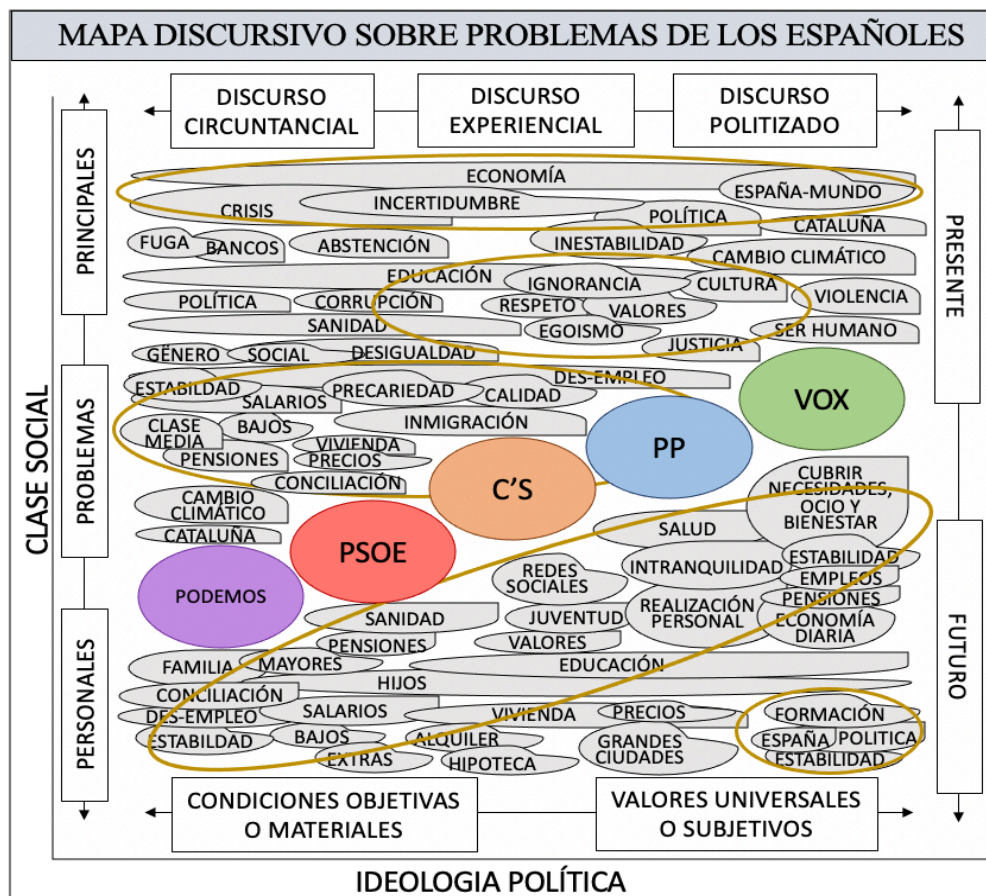 MAPA DISCURSIVO SOBRE PROBLEMAS DE LOS ESPAÑOLES
DISCURSO
CIRCUNTANCIAL
DISCURSO
EXPERIENCIAL
DISCURSO
POLITIZADO
CLASE SOCIAL
PRINCIPALES
PROBLEMAS
PERSONALES
PRESENTE
FUTURO
ECONOMÍA
ESPAÑA-MUNDO
CRISIS
INCERTIDUMBRE
POLÍTICA
CATALUÑA
FUGA
BANCOS
ABSTENCIÓN
INESTABILIDAD
CAMBIO CLIMÁTICO
EDUCACIÓN
IGNORANCIA
CULTURA
POLÍTICA
CORRUPCIÓN
RESPETO
VALORES
VIOLENCIA
SANIDAD
EGOISMO
SER HUMANO
JUSTICIA
GÉNERO
SOCIAL
DESIGUALDAD
DES-EMPLEO
ESTABILDAD
PRECARIEDAD
CALIDAD
SALARIOS
VOX
CLASE
MEDIA
BAJOS
INMIGRACIÓN
VIVIENDA
PRECIOS
PENSIONES
PP
CONCILIACIÓN
C'S
CAMBIO
CLIMÁTICO
CUBRIR
NECESIDADES,
OCIO Y
BIENESTAR
CATALUÑA
SALUD
PSOE
ESTABILIDAD
INTRANQUILIDAD
REDES
SOCIALES
EMPLEOS
PODEMOS
PENSIONES
REALIZACIÓN
PERSONAL
SANIDAD
JUVENTUD
ECONOMÍA
DIARIA
PENSIONES
VALORES
FAMILIA
MAYORES
EDUCACIÓN
HIJOS
CONCILIACIÓN
DES-EMPLEO
SALARIOS
VIVIENDA
PRECIOS
FORMACIÓN
ESTABILDAD
BAJOS
ALQUILER
GRANDES
CIUDADES
ESPAÑA
POLITICA
EXTRAS
HIPOTECA
ESTABILIDAD
CONDICIONES OBJETIVAS
O MATERIALES
VALORES UNIVERSALES
O SUBJETIVOS
IDEOLOGIA POLÍTICA